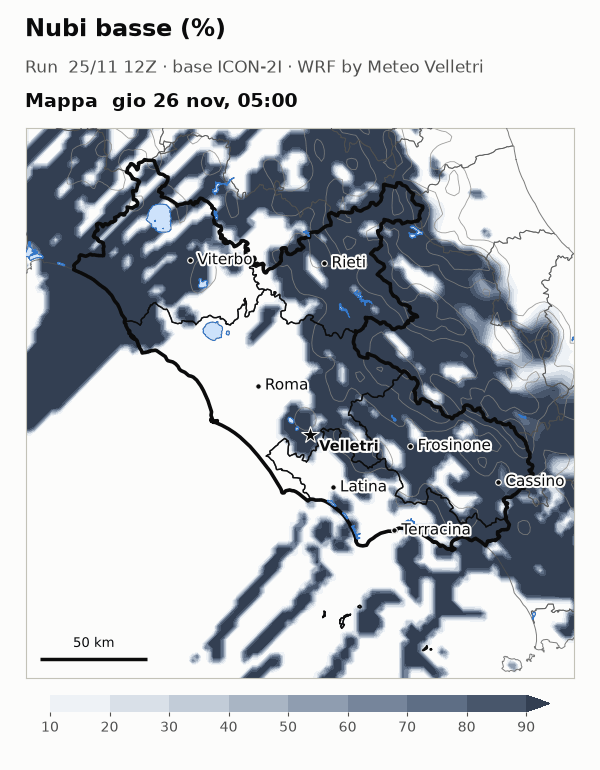 Nubi basse (%)
Run 25/11 12Z · base ICON-2I · WRF by Meteo Velletri
Mappa gio 26 nov, 05:00
Viterbo
Rieti
Roma
Velletri
Frosinone
Cassino
Latina
Terracina
50 km
10 20 30 40 50 60 70 80 90